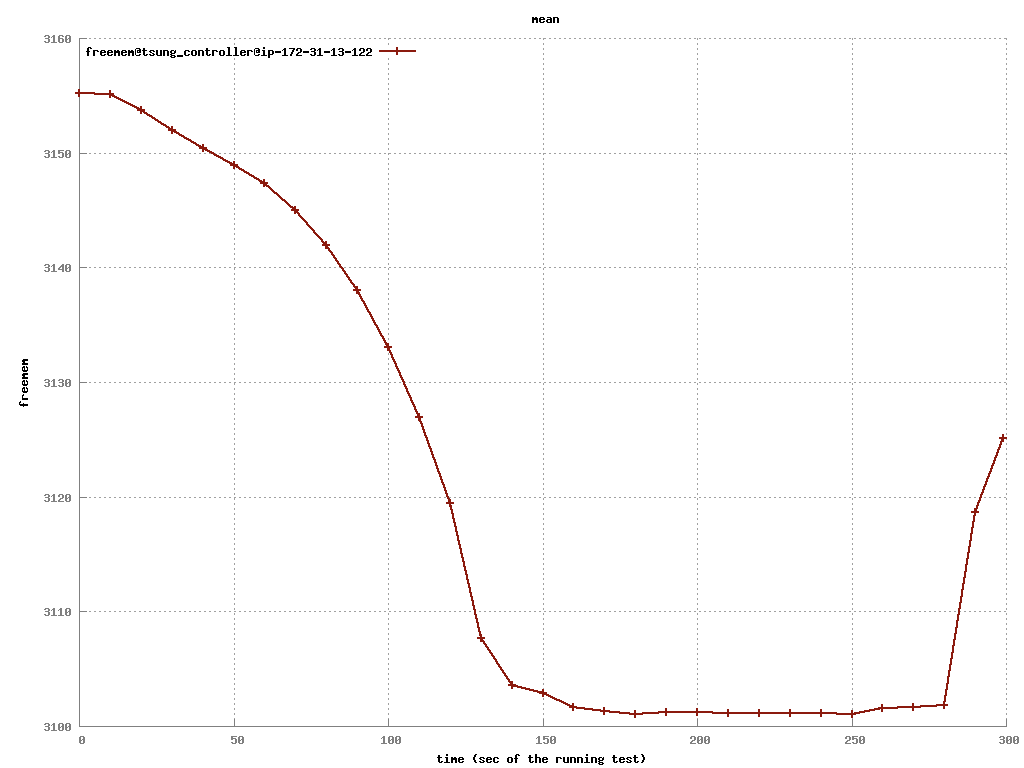 mean
3160
freemem@tsung_controller@ip-172-31-13-122
3150
3140
3130
freemem
3120
3110
3100
0 50 100 150 200 250 300
time (sec of the running test)